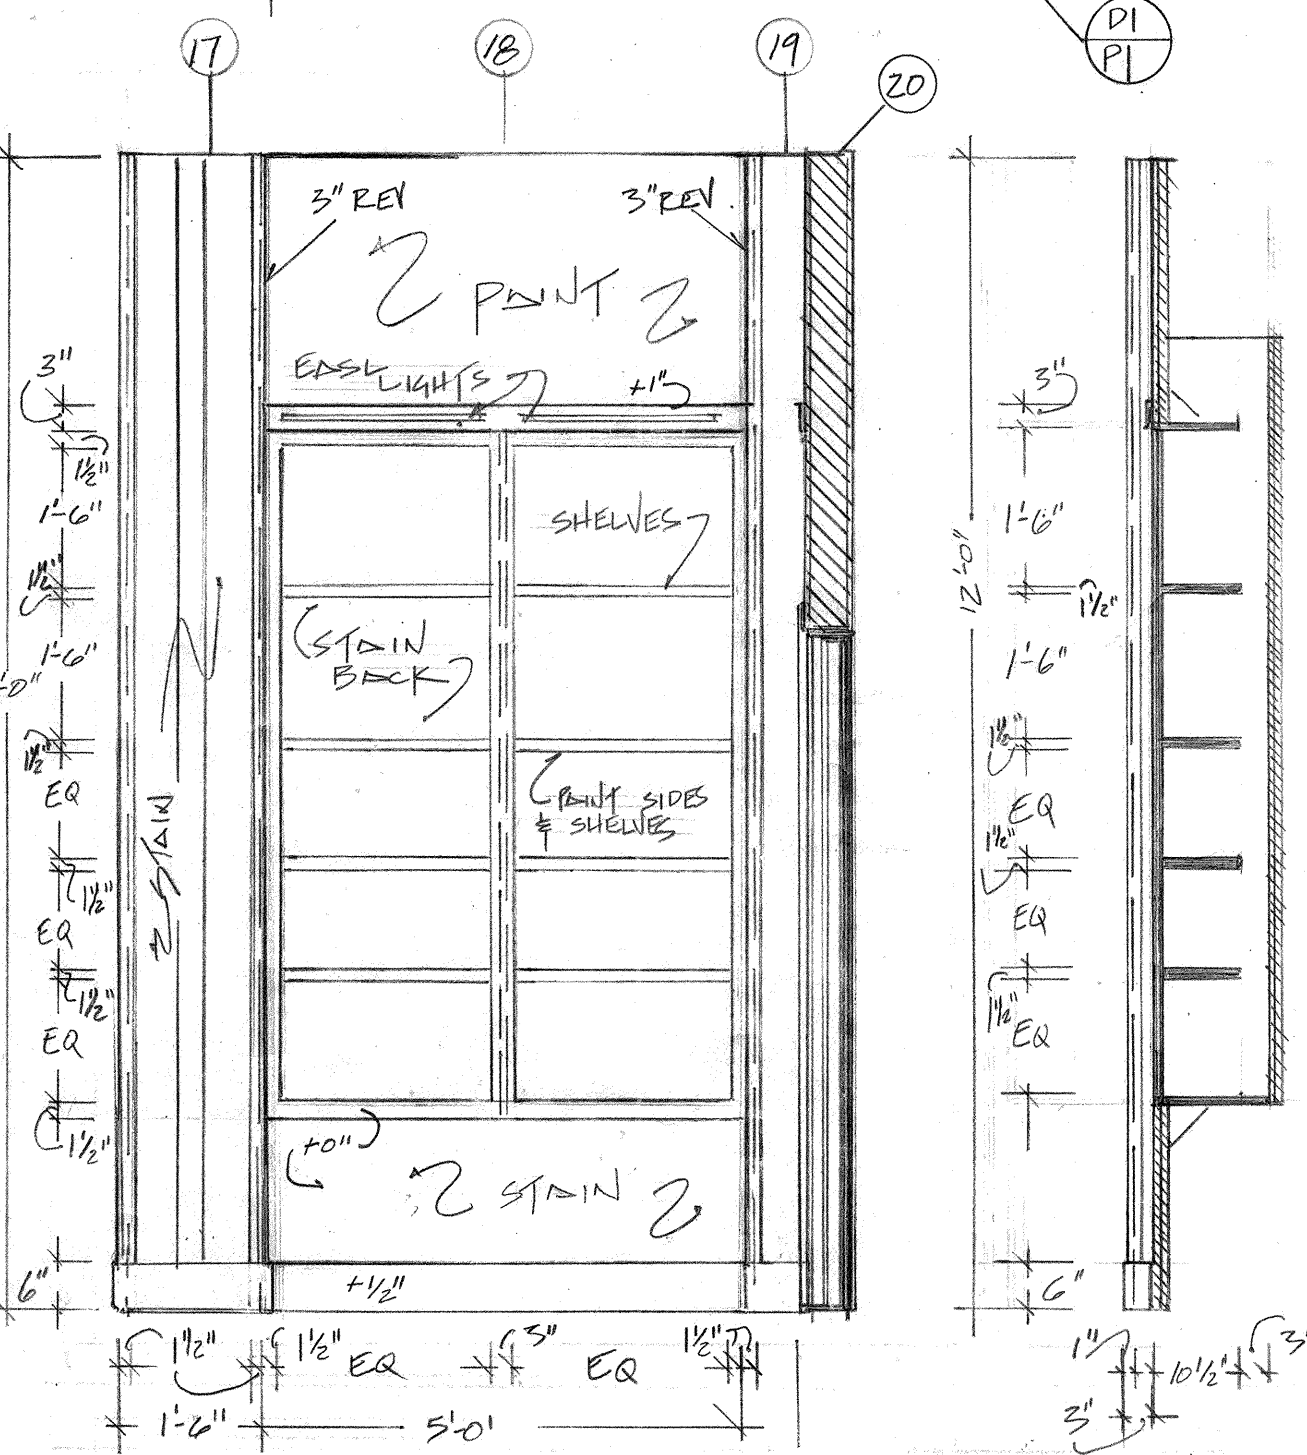 17
18
19
20
D1
P1
3" REV
3" REV.
PAINT
EASY
LIGHTS
+1"
3"
1½"
1'-6"
1½"
1'-6"
1½"
EQ
1½"
EQ
1½"
EQ
1½"
6"
SHELVES
STAIN
BACK
PAINT SIDES
& SHELVES
STAIN
+0"
STAIN
+1/2"
1½"
1½"
EQ
3"
EQ
1½"
1'-6"
5'-0'
12'-0"
3"
1'-6"
1½"
1'-6"
1½"
EQ
1½"
EQ
1½"
EQ
6"
1"
10½"
3"